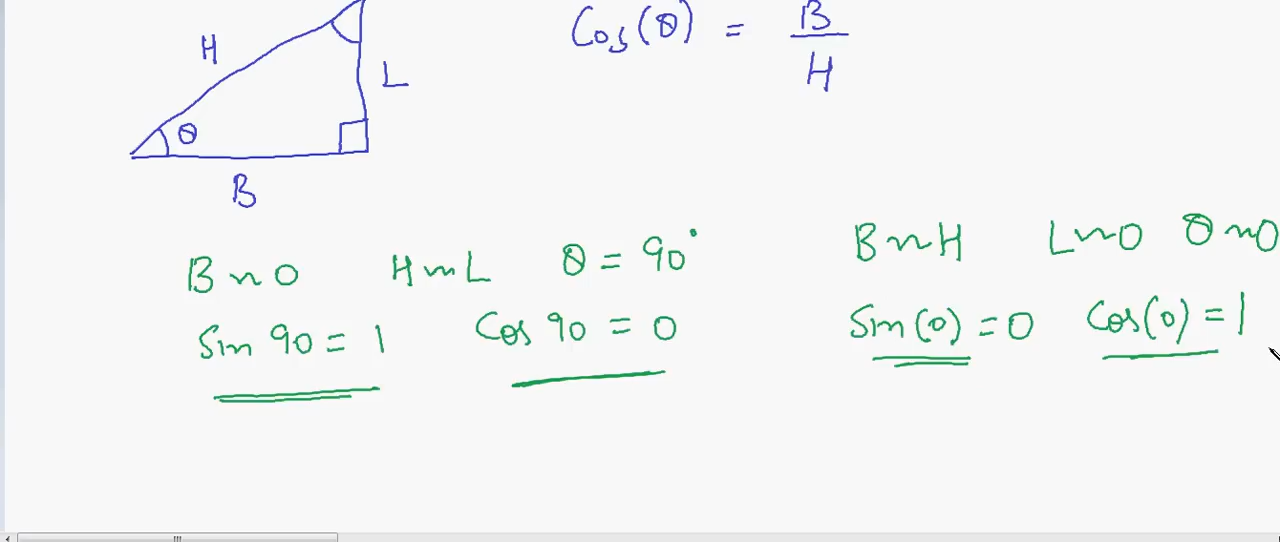 H
θ
L
B
Cos(θ) = B/H
B ~ 0 H ~ L θ = 90°
Sin 90 = 1 Cos 90 = 0
B ~ H L ~ 0 θ ~ 0
Sin(0) = 0 Cos(0) = 1